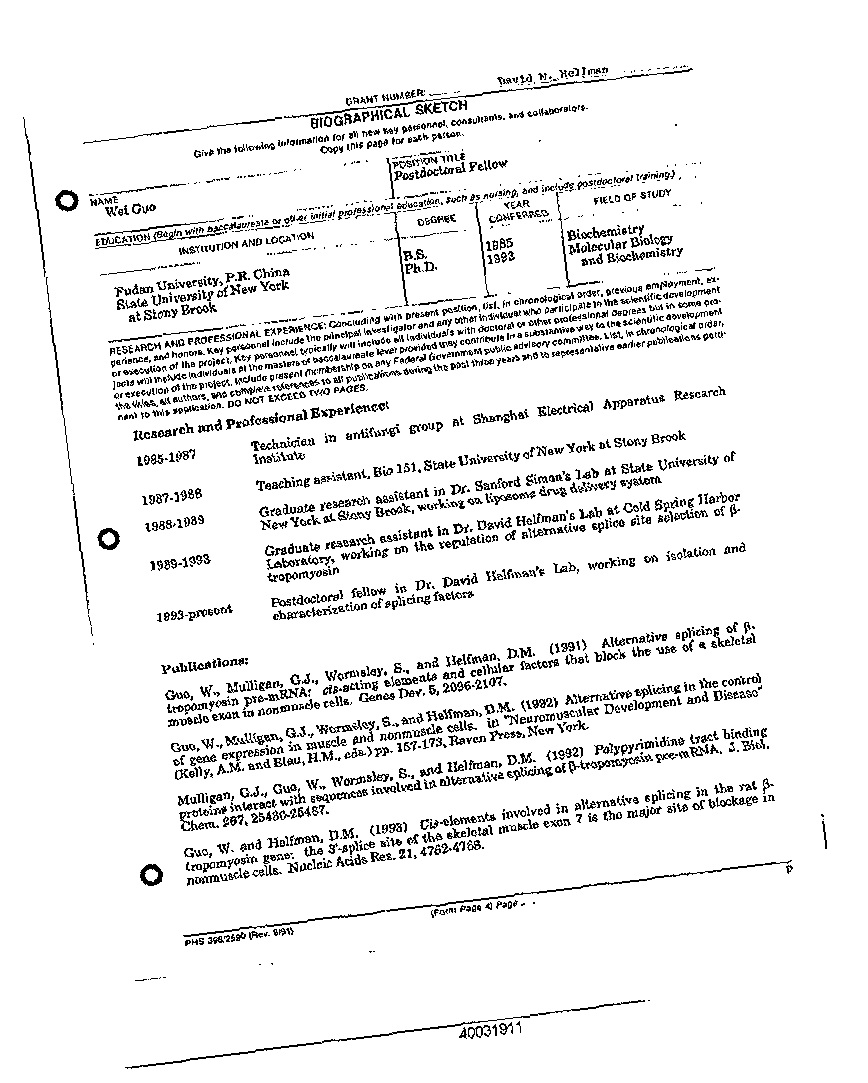 David M. Helfman
GRANT NUMBER:
BIOGRAPHICAL SKETCH
Give the following information for all new key personnel, consultants, and collaborators.
Copy this page for each person.
NAME
Wei Guo
POSITION TITLE
Postdoctoral Fellow
EDUCATION (Begin with baccalaureate or other initial professional education, such as nursing, and include postdoctoral training.)
INSTITUTION AND LOCATION
DEGREE
YEAR
CONFERRED
FIELD OF STUDY
Fudan University, P.R. China
State University of New York
at Stony Brook
B.S.
Ph.D.
1985
1993
Biochemistry
Molecular Biology
and Biochemistry
RESEARCH AND PROFESSIONAL EXPERIENCE: Concluding with present position, list, in chronological order, previous employment, ex-
perience, and honors. Key personnel include the principal investigator and any other individual who participate in the scientific development
or execution of the project. Key personnel typically will include all individuals with doctoral or other professional degrees but in some pro-
jects will include individuals at the masters or baccalaureate level provided they contribute in a substantive way to the scientific development
or execution of the project. Include present membership on any Federal Government public advisory committee. List, in chronological order,
the titles, all authors, and complete references to all publications during the past three years and to representative earlier publications perti-
nent to this application. DO NOT EXCEED TWO PAGES.
Research and Professional Experience:
1985-1987 Technician in antifungi group at Shanghai Electrical Apparatus Research
Institute
1987-1988 Teaching assistant, Bio 151, State University of New York at Stony Brook
1988-1989 Graduate research assistant in Dr. Sanford Simon's Lab at State University of
New York at Stony Brook, working on liposome drug delivery system
1989-1993 Graduate research assistant in Dr. David Helfman's Lab at Cold Spring Harbor
Laboratory, working on the regulation of alternative splice site selection of β-
tropomyosin
1993-present Postdoctoral fellow in Dr. David Helfman's Lab, working on isolation and
characterization of splicing factors
Publications:
Guo, W., Mulligan, G.J., Wormsley, S., and Helfman, D.M. (1991) Alternative splicing of β-
tropomyosin pre-mRNA: cis-acting elements and cellular factors that block the use of a skeletal
muscle exon in nonmuscle cells. Genes Dev. 5, 2096-2107.
Guo, W., Mulligan, G.J., Wormsley, S., and Helfman, D.M. (1992) Alternative splicing in the control
of gene expression in muscle and nonmuscle cells. in "Neuromuscular Development and Disease"
(Kelly, A.M. and Blau, H.M., eds.) pp. 157-173, Raven Press, New York.
Mulligan, G.J., Guo, W., Wormsley, S., and Helfman, D.M. (1992) Polypyrimidine tract binding
proteins interact with sequences involved in alternative splicing of β-tropomyosin pre-mRNA. J. Biol.
Chem. 267, 25480-25487.
Guo, W. and Helfman, D.M. (1993) Cis-elements involved in alternative splicing in the rat β-
tropomyosin gene: the 3'-splice site of the skeletal muscle exon 7 is the major site of blockage in
nonmuscle cells. Nucleic Acids Res. 21, 4762-4768.
PHS 398/2590 (Rev. 9/91)
(Form Page 4) Page
P
40031911